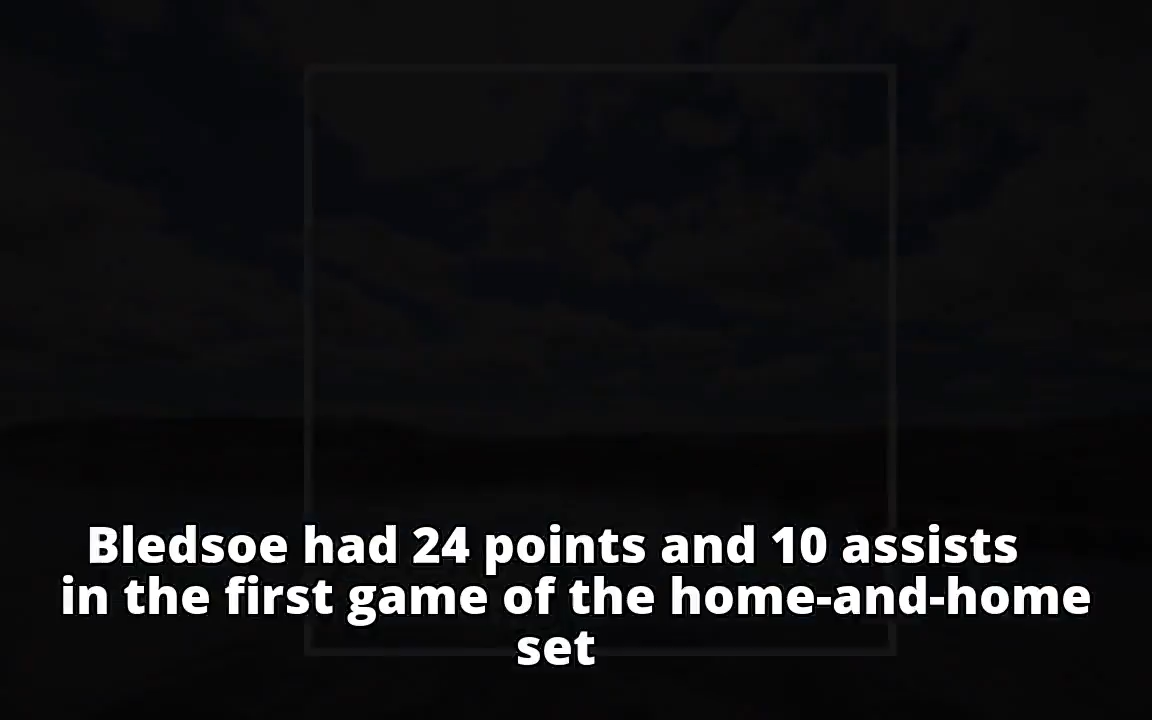 Bledsoe had 24 points and 10 assists
in the first game of the home-and-home
set